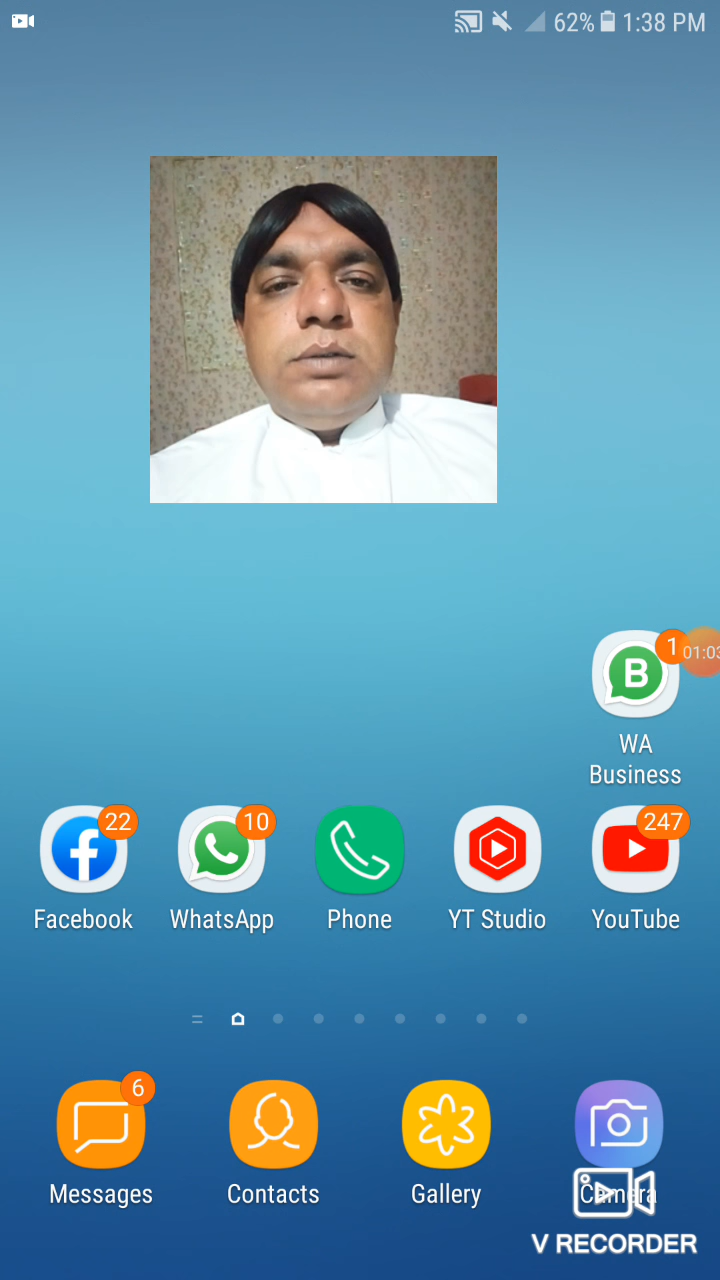 62% 1:38 PM
1 01:03
B
WA
Business
22 10 247
Facebook WhatsApp Phone YT Studio YouTube
6
Messages Contacts Gallery Camera
V RECORDER